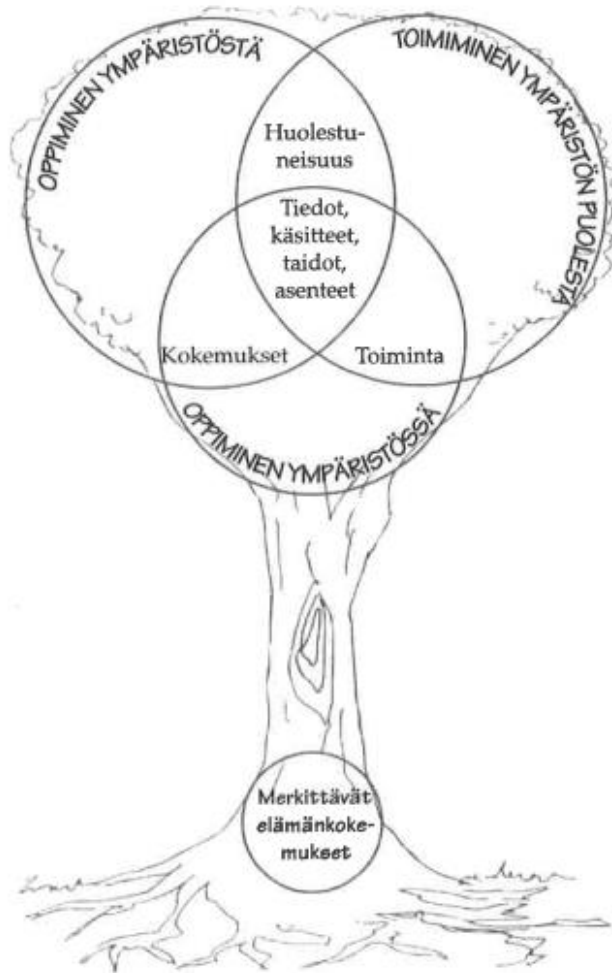 OPPIMINEN YMPÄRISTÖSTÄ
TOIMIMINEN YMPÄRISTÖN PUOLESTA
Huolestu-
neisuus
Tiedot,
käsitteet,
taidot,
asenteet
Kokemukset
Toiminta
OPPIMINEN YMPÄRISTÖSSÄ
Merkittävät
elämänkoke-
mukset